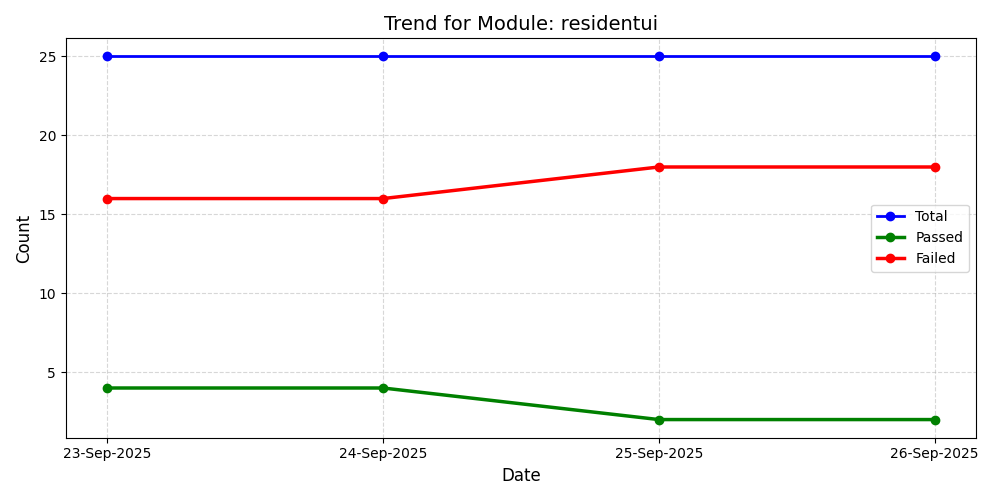 Trend for Module: residentui
Count
25
20
15
10
5
Total
Passed
Failed
23-Sep-2025
24-Sep-2025
25-Sep-2025
26-Sep-2025
Date